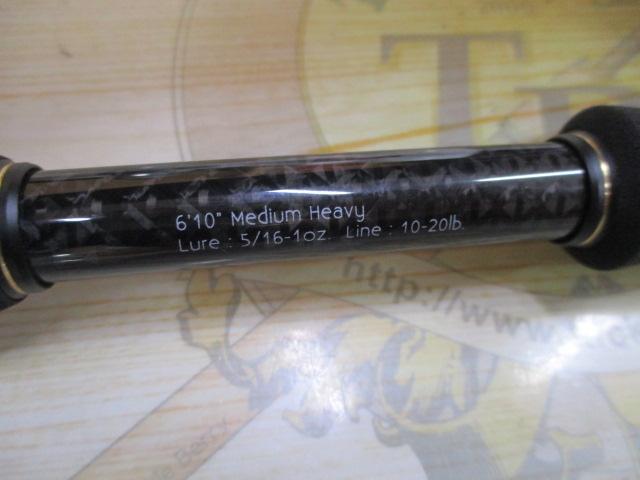 6'10" Medium Heavy
Lure : 5/16-1oz. Line : 10-20lb.
http://www.